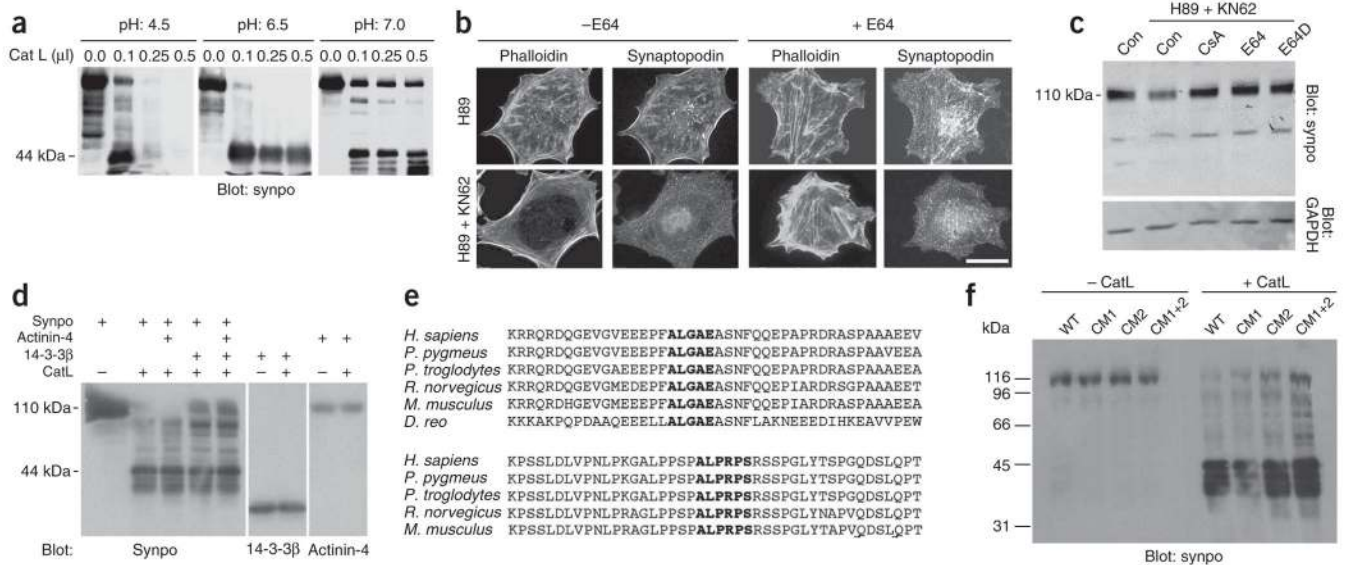 a
pH: 4.5 pH: 6.5 pH: 7.0
Cat L (µl) 0.0 0.1 0.25 0.5 0.0 0.1 0.25 0.5 0.0 0.1 0.25 0.5
44 kDa
Blot: synpo
b
–E64 + E64
Phalloidin Synaptopodin Phalloidin Synaptopodin
H89
H89 + KN62
c
H89 + KN62
Con Con CsA E64 E64D
110 kDa
Blot: synpo
Blot: GAPDH
d
Synpo + + + + +
Actinin-4 + + + +
14-3-3β + + + +
CatL – + + + + – + – +
110 kDa
44 kDa
Blot: Synpo 14-3-3β Actinin-4
e
H. sapiens KRRQRDQGEVGVEEEPFALGAEASNFQQEPAPRDRASPAAAEEV
P. pygmeus KRRQRDQGEVGVEEEPFALGAEASNFQQEPAPRDRASPAAVEEA
P. troglodytes KRRQRDQGEVGAEEEPFALGAEASNFQQEPAPRDRASPAAAEEV
R. norvegicus KRRQRDQGEVGMEDEPFALGAEASNFQQEPIARDRSGPAAAEET
M. musculus KRRQRDHGEVGMEEEPFALGAEASNFQQEPIARDRASPAAAEEA
D. reo KKKAKPQPDAAQEEELLALGAEASNFLAKNEEEDIHKEAVVPEW
H. sapiens KPSSLDLVPNLPKGALPPSPALPRPSRSSPGLYTSPGQDSLQPT
P. pygmeus KPSSLDLVPNLPKGALPPSPALPRPSRSSPGLYTSPGQDSLQPT
P. troglodytes KPSSLDLVPNLPKGALPPSPALPRPSRSSPGLYTSPGQDSLQPT
R. norvegicus KPSSLDLVPNLPKGALPPSPALPRPSRSSPGLYNAPVQDSLQPT
M. musculus KPSSLDLVPNLPRAGLPPSPALPRPSRSSPGLYTAPVQDSLQPT
f
– CatL + CatL
kDa WT CM1 CM2 CM1+2 WT CM1 CM2 CM1+2
116
96
66
45
31
Blot: synpo